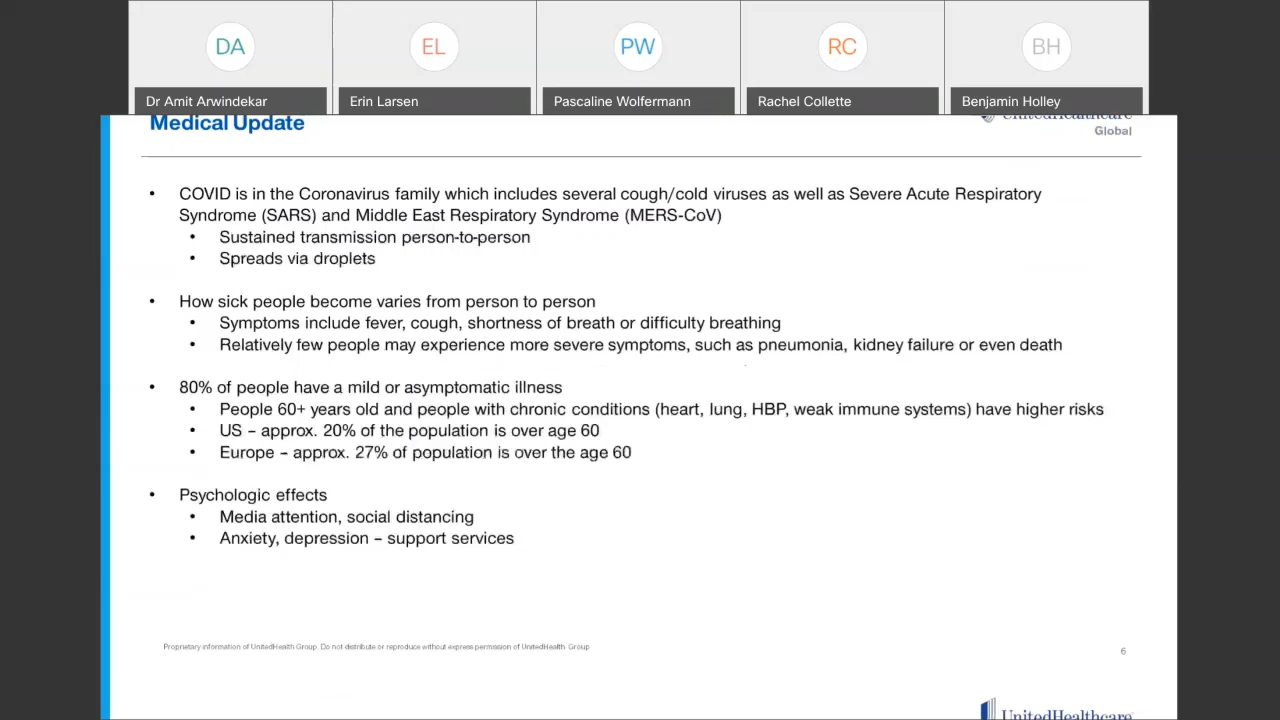 DA
EL
PW
RC
BH
Dr Amit Arwindekar
Erin Larsen
Pascaline Wolfermann
Rachel Collette
Benjamin Holley
Medical Update
UnitedHealthcare
Global
• COVID is in the Coronavirus family which includes several cough/cold viruses as well as Severe Acute Respiratory
Syndrome (SARS) and Middle East Respiratory Syndrome (MERS-CoV)
• Sustained transmission person-to-person
• Spreads via droplets
• How sick people become varies from person to person
• Symptoms include fever, cough, shortness of breath or difficulty breathing
• Relatively few people may experience more severe symptoms, such as pneumonia, kidney failure or even death
• 80% of people have a mild or asymptomatic illness
• People 60+ years old and people with chronic conditions (heart, lung, HBP, weak immune systems) have higher risks
• US – approx. 20% of the population is over age 60
• Europe – approx. 27% of population is over the age 60
• Psychologic effects
• Media attention, social distancing
• Anxiety, depression – support services
Proprietary information of UnitedHealth Group. Do not distribute or reproduce without express permission of UnitedHealth Group
6
UnitedHealthcare